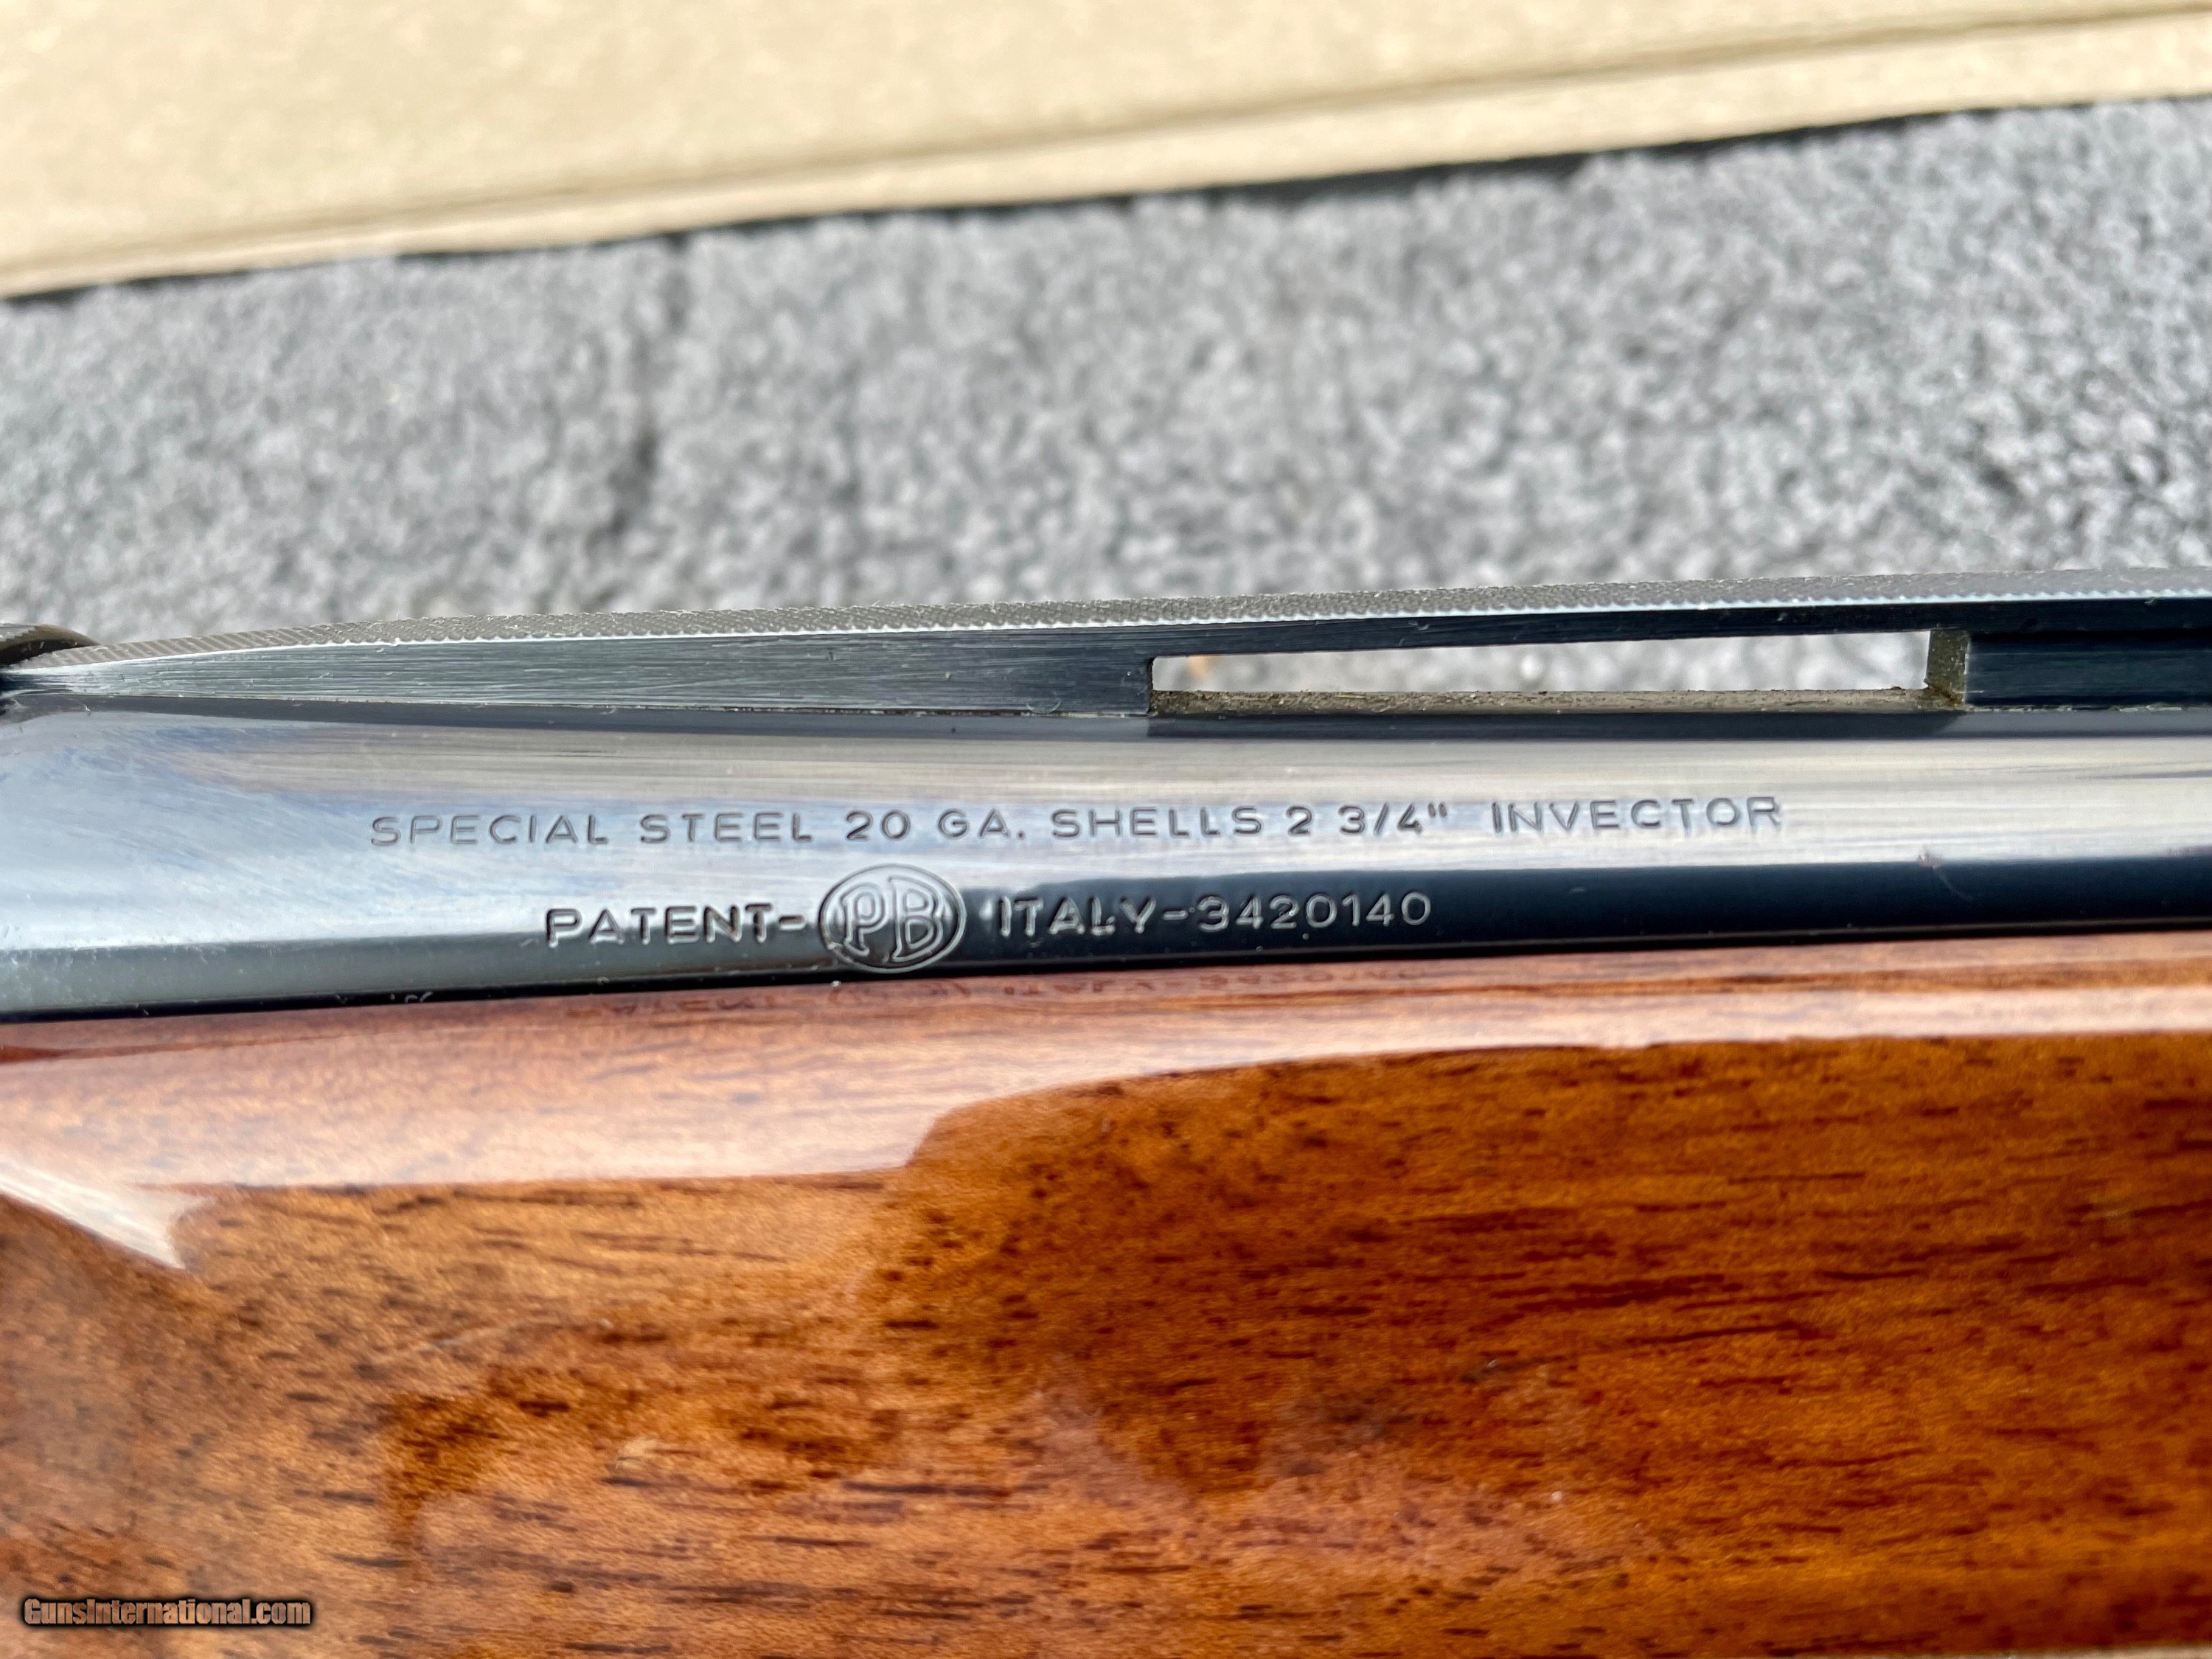 SPECIAL STEEL 20 GA. SHELLS 2 3/4" INVECTOR
PATENT-PB ITALY-3420140
GunsInternational.com